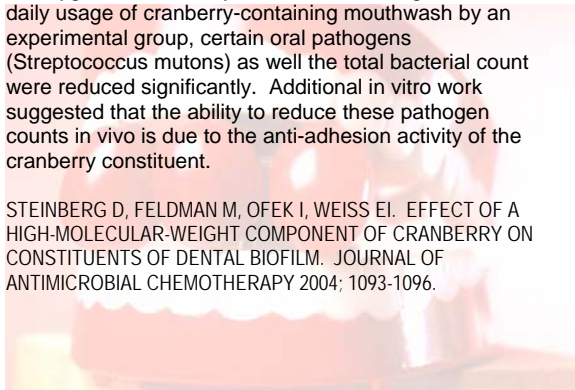 daily usage of cranberry-containing mouthwash by an
experimental group, certain oral pathogens
(Streptococcus mutons) as well the total bacterial count
were reduced significantly.  Additional in vitro work
suggested that the ability to reduce these pathogen
counts in vivo is due to the anti-adhesion activity of the
cranberry constituent.
STEINBERG D, FELDMAN M, OFEK I, WEISS EI.  EFFECT OF A
HIGH-MOLECULAR-WEIGHT COMPONENT OF CRANBERRY ON
CONSTITUENTS OF DENTAL BIOFILM.  JOURNAL OF
ANTIMICROBIAL CHEMOTHERAPY 2004; 1093-1096.